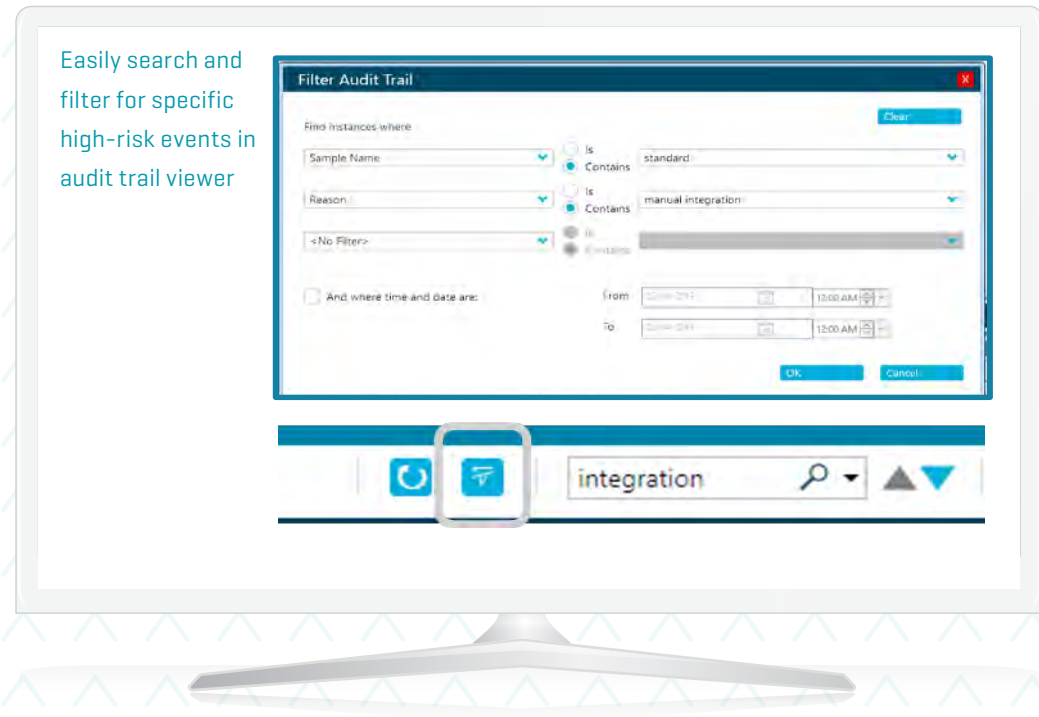 Easily search and
filter for specific
high-risk events in
audit trail viewer
Filter Audit Trail
X
Clear
Find instances where
Sample Name
Is
Contains
standard
Reason
Is
Contains
manual integration
<No Filter>
Is
Contains
And where time and date are:
From
12:00 AM
To
12:00 AM
OK
Cancel
integration